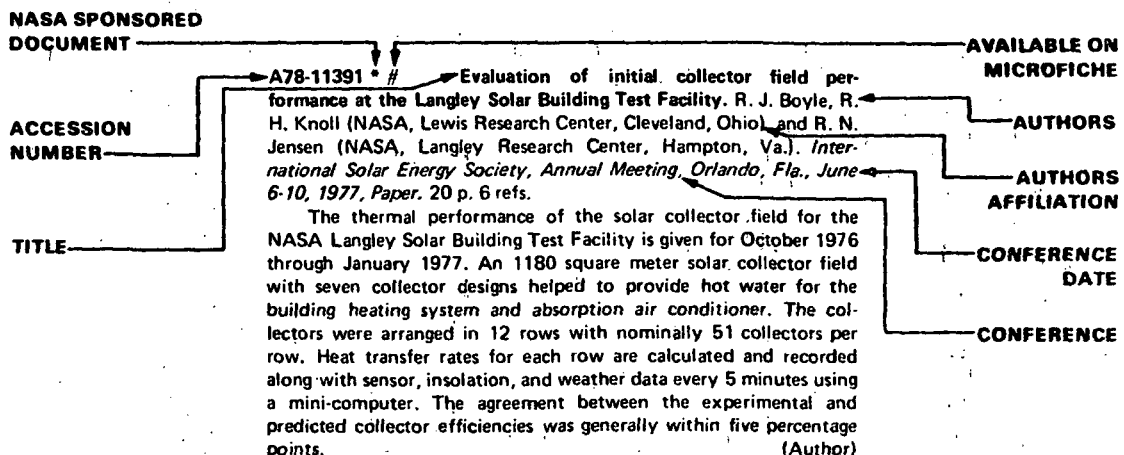 NASA SPONSORED
DOCUMENT
AVAILABLE ON
MICROFICHE
ACCESSION
NUMBER
TITLE
AUTHORS
AUTHORS
AFFILIATION
CONFERENCE
DATE
CONFERENCE
A78-11391 * # Evaluation of initial collector field per-
formance at the Langley Solar Building Test Facility. R. J. Boyle, R.
H. Knoll (NASA, Lewis Research Center, Cleveland, Ohio) and R. N.
Jensen (NASA, Langley Research Center, Hampton, Va.). Inter-
national Solar Energy Society, Annual Meeting, Orlando, Fla., June
6-10, 1977, Paper. 20 p. 6 refs.
The thermal performance of the solar collector field for the
NASA Langley Solar Building Test Facility is given for October 1976
through January 1977. An 1180 square meter solar collector field
with seven collector designs helped to provide hot water for the
building heating system and absorption air conditioner. The col-
lectors were arranged in 12 rows with nominally 51 collectors per
row. Heat transfer rates for each row are calculated and recorded
along with sensor, insolation, and weather data every 5 minutes using
a mini-computer. The agreement between the experimental and
predicted collector efficiencies was generally within five percentage
points. (Author)